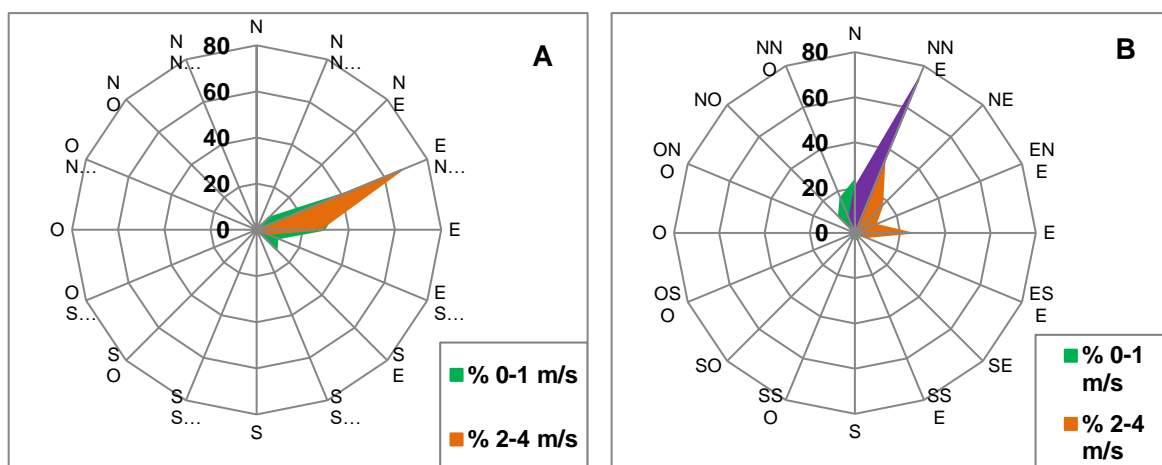 N
N
N…
N
N…
N
O
N
E
O
N…
E
N…
O
E
O
S…
E
S…
S
O
S
E
S
S…
S
S…
S
80
60
40
20
0
A
% 0-1 m/s
% 2-4 m/s
N
NN
O
NN
E
NO
NE
ON
O
EN
E
O
E
OS
O
ES
E
SO
SE
SS
O
SS
E
S
80
60
40
20
0
B
% 0-1
m/s
% 2-4
m/s